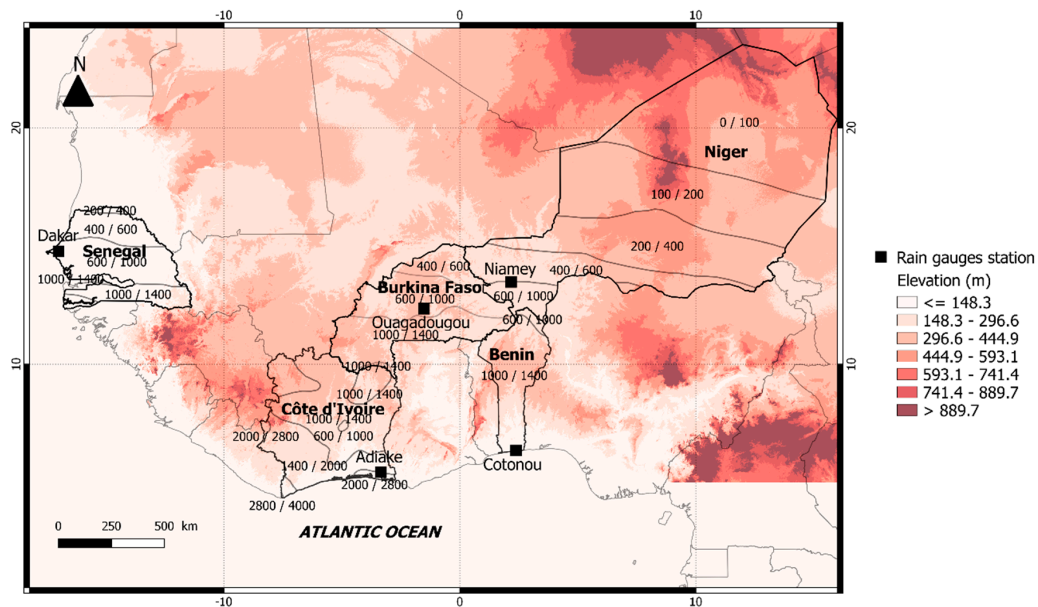 -10 0 10
N
20 20
0 / 100
Niger
100 / 200
200 / 400
400 / 600
Dakar
Senegal
600 / 1000
1000 / 1400
1000 / 1400
200 / 400
400 / 600
Niamey
400 / 600
Burkina Faso
600 / 1000
600 / 1000
Ouagadougou
600 / 1000
1000 / 1400
Benin
10 10
1000 / 1400
1000 / 1400
1000 / 1400
Côte d'Ivoire
1000 / 1400
2000 / 2800
600 / 1000
Adiake
1400 / 2000
2000 / 2800
Cotonou
2800 / 4000
0 250 500 km
ATLANTIC OCEAN
-10 0 10
Rain gauges station
Elevation (m)
<= 148.3
148.3 - 296.6
296.6 - 444.9
444.9 - 593.1
593.1 - 741.4
741.4 - 889.7
> 889.7